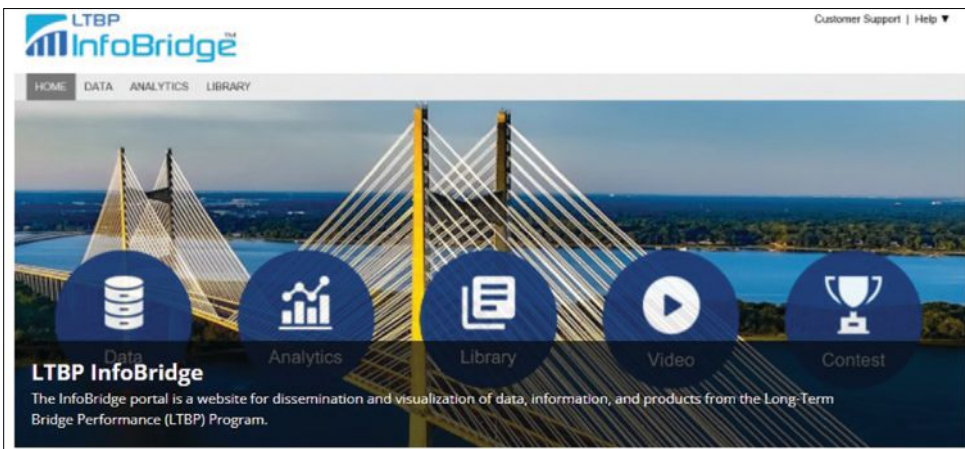 LTBP
InfoBridge™
Customer Support | Help ▼
HOME DATA ANALYTICS LIBRARY
Data Analytics Library Video Contest
LTBP InfoBridge
The InfoBridge portal is a website for dissemination and visualization of data, information, and products from the Long-Term
Bridge Performance (LTBP) Program.